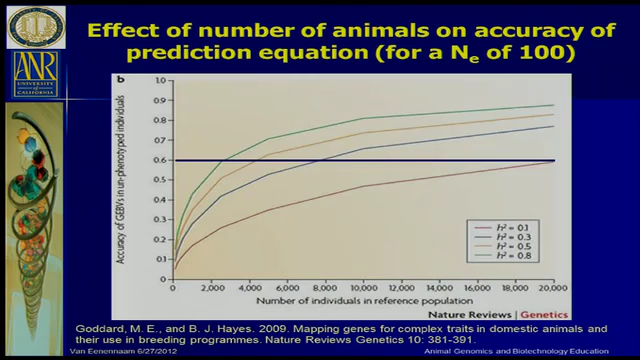 Effect of number of animals on accuracy of
prediction equation (for a Ne of 100)
ANR
UNIVERSITY
of
CALIFORNIA
b
1.0
0.9
0.8
0.7
0.6
0.5
0.4
0.3
0.2
0.1
0
Accuracy of GEBVs in un-phenotyped individuals
h² = 0.1
h² = 0.3
h² = 0.5
h² = 0.8
0 2,000 4,000 6,000 8,000 10,000 12,000 14,000 16,000 18,000 20,000
Number of individuals in reference population
Nature Reviews | Genetics
Goddard, M. E., and B. J. Hayes. 2009. Mapping genes for complex traits in domestic animals and
their use in breeding programmes. Nature Reviews Genetics 10: 381-391.
Van Eenennaam 6/27/2012
Animal Genomics and Biotechnology Education